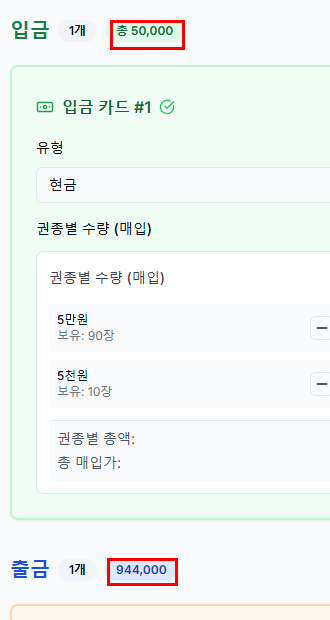 입금 1개 총 50,000
입금 카드 #1
유형
현금
권종별 수량 (매입)
권종별 수량 (매입)
5만원
보유: 90장
5천원
보유: 10장
권종별 총액:
총 매입가:
출금 1개 944,000